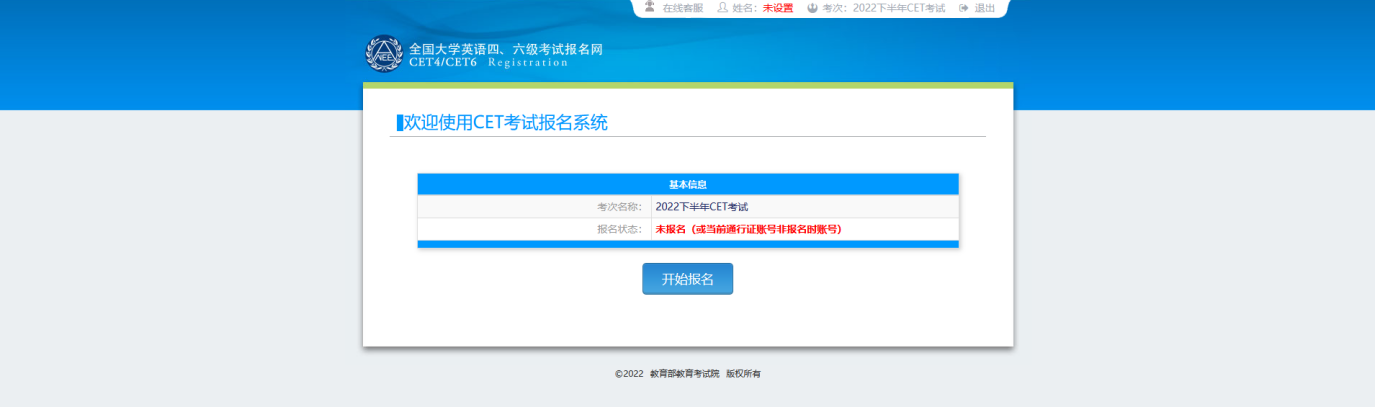 在线客服 姓名：未设置 考次：2022下半年CET考试 退出
NEE
全国大学英语四、六级考试报名网
CET4/CET6 Registration
欢迎使用CET考试报名系统
基本信息
考次名称： 2022下半年CET考试
报名状态： 未报名（或当前通行证账号非报名时账号）
开始报名
©2022 教育部教育考试院 版权所有